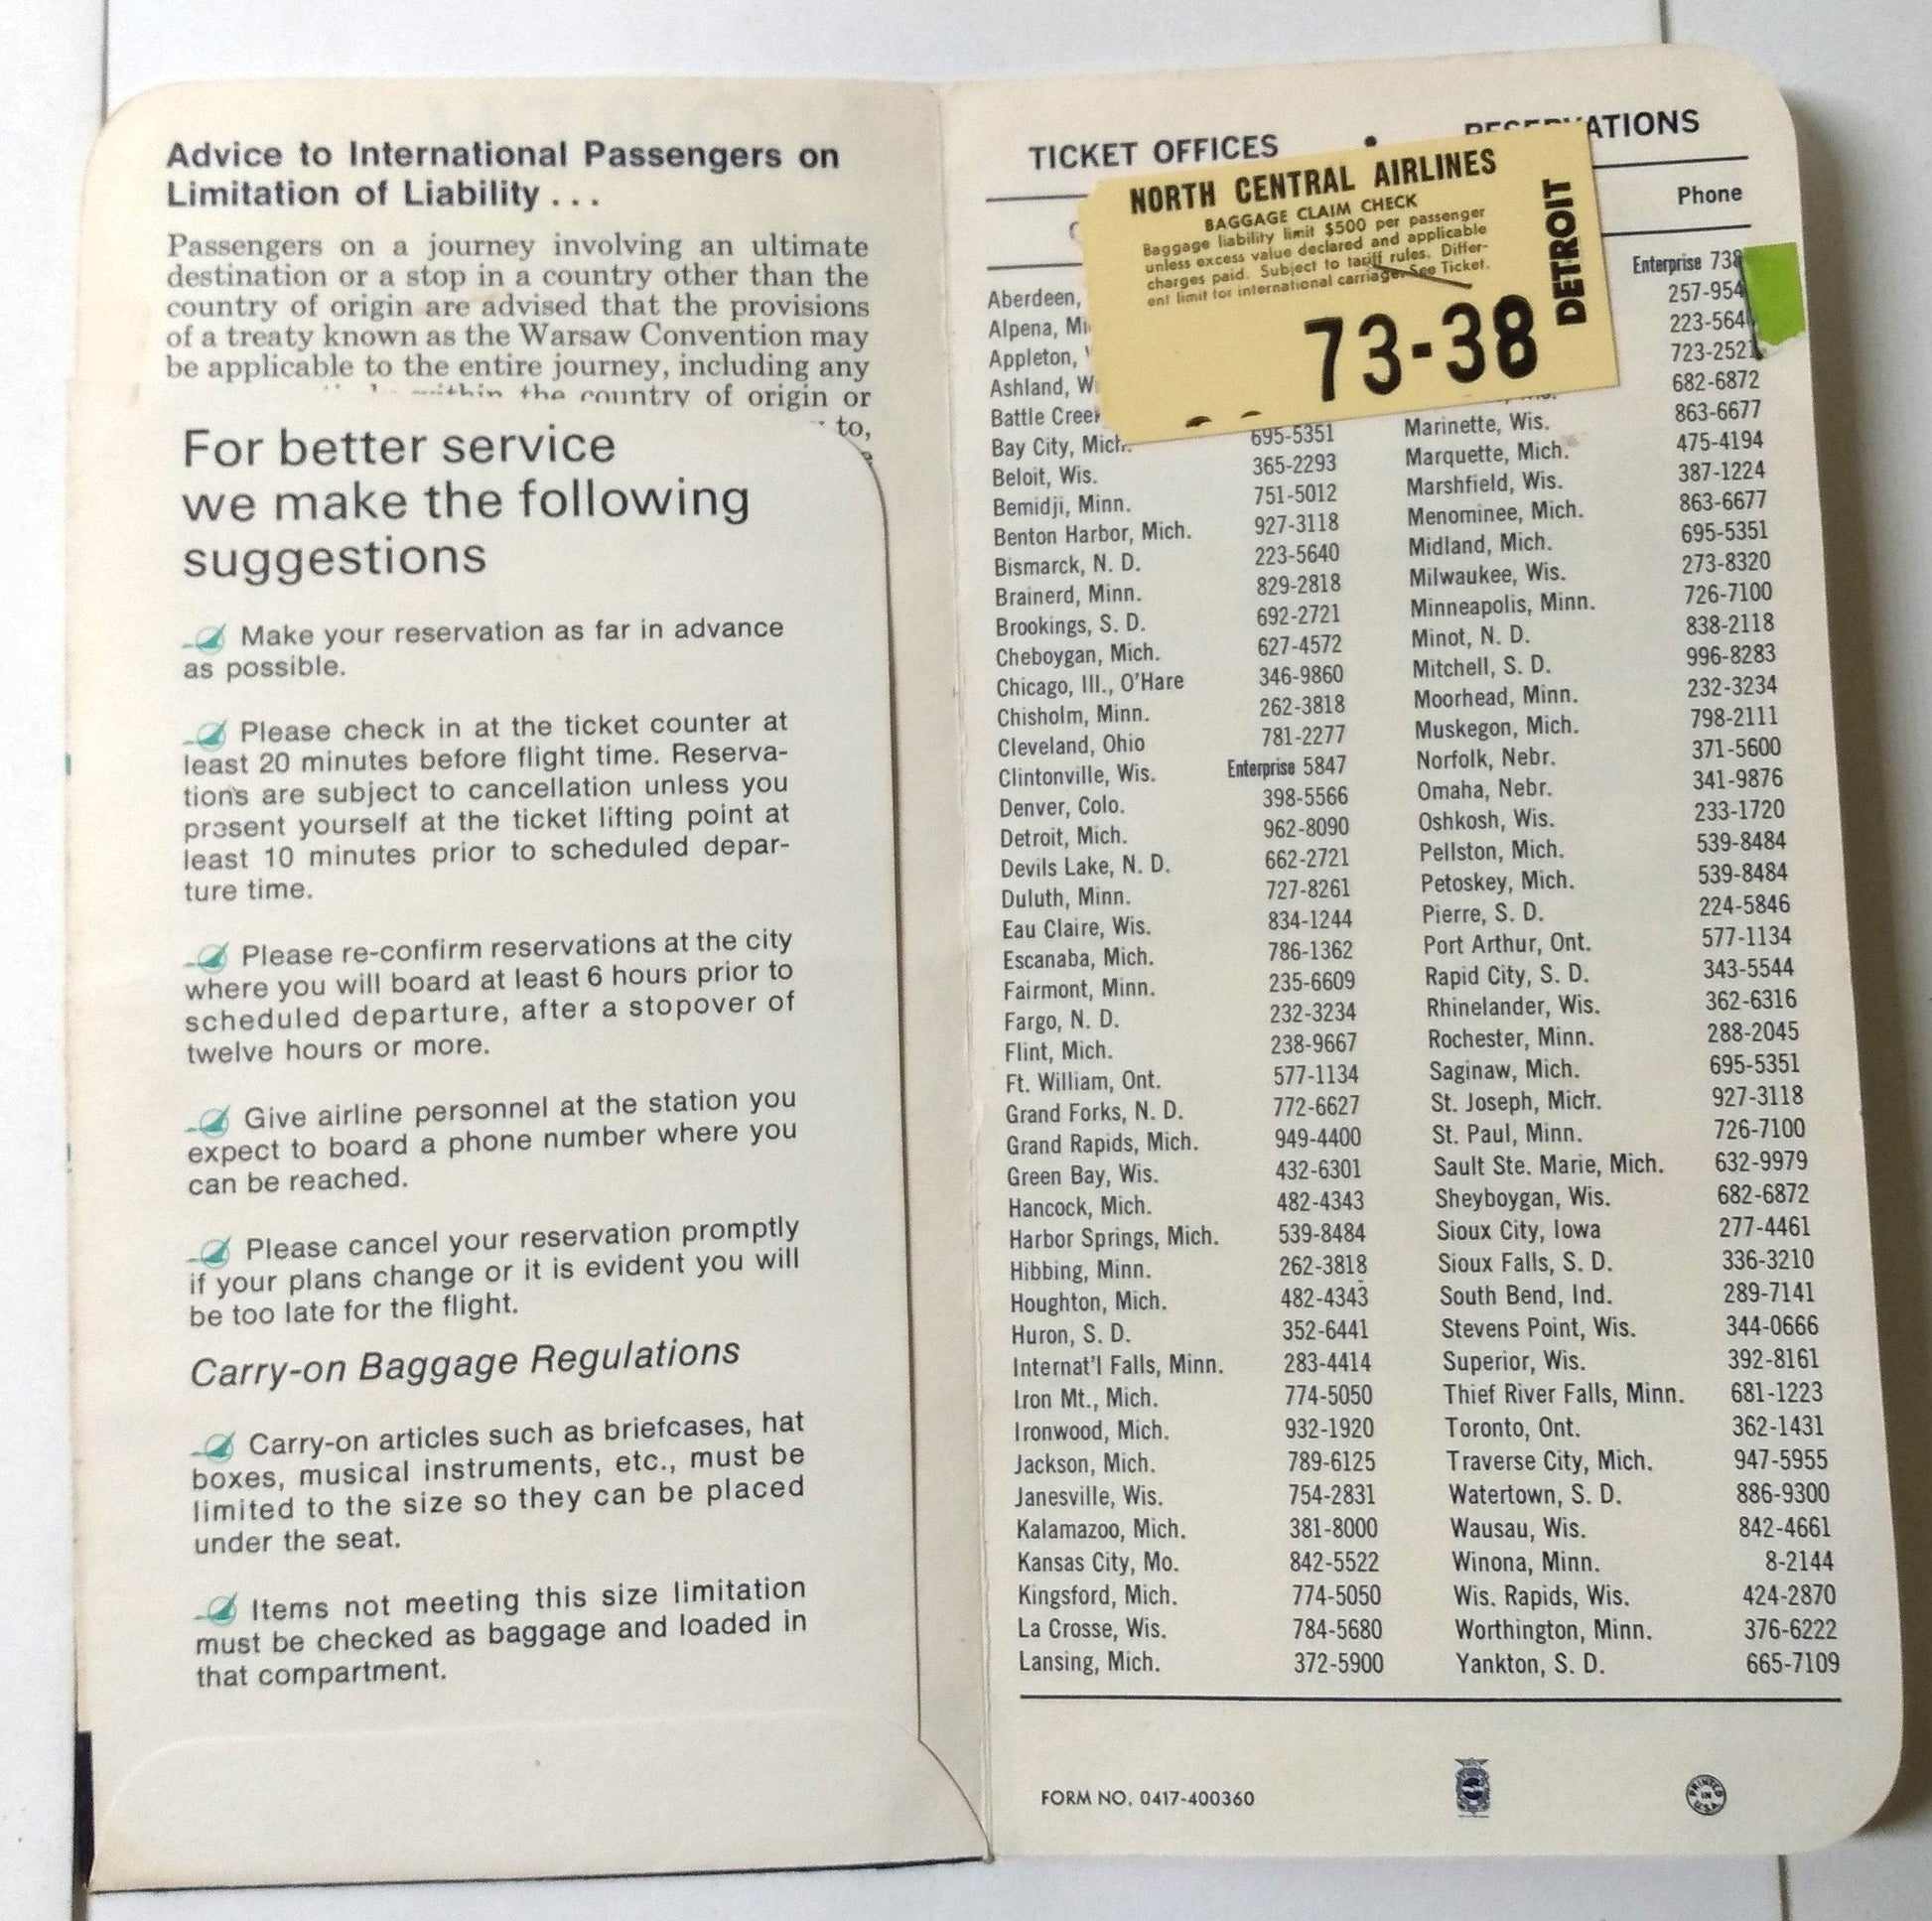 Advice to International Passengers on
Limitation of Liability . . .
Passengers on a journey involving an ultimate
destination or a stop in a country other than the
country of origin are advised that the provisions
of a treaty known as the Warsaw Convention may
be applicable to the entire journey, including any
within the country of origin or
to,
For better service
we make the following
suggestions
Make your reservation as far in advance
as possible.
Please check in at the ticket counter at
least 20 minutes before flight time. Reserva-
tions are subject to cancellation unless you
present yourself at the ticket lifting point at
least 10 minutes prior to scheduled depar-
ture time.
Please re-confirm reservations at the city
where you will board at least 6 hours prior to
scheduled departure, after a stopover of
twelve hours or more.
Give airline personnel at the station you
expect to board a phone number where you
can be reached.
Please cancel your reservation promptly
if your plans change or it is evident you will
be too late for the flight.
Carry-on Baggage Regulations
Carry-on articles such as briefcases, hat
boxes, musical instruments, etc., must be
limited to the size so they can be placed
under the seat.
Items not meeting this size limitation
must be checked as baggage and loaded in
that compartment.
TICKET OFFICES • RESERVATIONS
Phone
NORTH CENTRAL AIRLINES
BAGGAGE CLAIM CHECK
Baggage liability limit $500 per passenger
unless excess value declared and applicable
charges paid. Subject to tariff rules. Differ-
ent limit for international carriage. See Ticket.
73-38
DETROIT
Aberdeen, Enterprise 738
Alpena, Mi 257-954
Appleton, 223-564
Ashland, W 723-2521
Battle Creek 682-6872
Bay City, Mich. 695-5351 Marinette, Wis. 863-6677
Beloit, Wis. 365-2293 Marquette, Mich. 475-4194
Bemidji, Minn. 751-5012 Marshfield, Wis. 387-1224
Benton Harbor, Mich. 927-3118 Menominee, Mich. 863-6677
Bismarck, N. D. 223-5640 Midland, Mich. 695-5351
Brainerd, Minn. 829-2818 Milwaukee, Wis. 273-8320
Brookings, S. D. 692-2721 Minneapolis, Minn. 726-7100
Cheboygan, Mich. 627-4572 Minot, N. D. 838-2118
Chicago, Ill., O'Hare 346-9860 Mitchell, S. D. 996-8283
Chisholm, Minn. 262-3818 Moorhead, Minn. 232-3234
Cleveland, Ohio 781-2277 Muskegon, Mich. 798-2111
Clintonville, Wis. Enterprise 5847 Norfolk, Nebr. 371-5600
Denver, Colo. 398-5566 Omaha, Nebr. 341-9876
Detroit, Mich. 962-8090 Oshkosh, Wis. 233-1720
Devils Lake, N. D. 662-2721 Pellston, Mich. 539-8484
Duluth, Minn. 727-8261 Petoskey, Mich. 539-8484
Eau Claire, Wis. 834-1244 Pierre, S. D. 224-5846
Escanaba, Mich. 786-1362 Port Arthur, Ont. 577-1134
Fairmont, Minn. 235-6609 Rapid City, S. D. 343-5544
Fargo, N. D. 232-3234 Rhinelander, Wis. 362-6316
Flint, Mich. 238-9667 Rochester, Minn. 288-2045
Ft. William, Ont. 577-1134 Saginaw, Mich. 695-5351
Grand Forks, N. D. 772-6627 St. Joseph, Mich. 927-3118
Grand Rapids, Mich. 949-4400 St. Paul, Minn. 726-7100
Green Bay, Wis. 432-6301 Sault Ste. Marie, Mich. 632-9979
Hancock, Mich. 482-4343 Sheyboygan, Wis. 682-6872
Harbor Springs, Mich. 539-8484 Sioux City, Iowa 277-4461
Hibbing, Minn. 262-3818 Sioux Falls, S. D. 336-3210
Houghton, Mich. 482-4343 South Bend, Ind. 289-7141
Huron, S. D. 352-6441 Stevens Point, Wis. 344-0666
Internat'l Falls, Minn. 283-4414 Superior, Wis. 392-8161
Iron Mt., Mich. 774-5050 Thief River Falls, Minn. 681-1223
Ironwood, Mich. 932-1920 Toronto, Ont. 362-1431
Jackson, Mich. 789-6125 Traverse City, Mich. 947-5955
Janesville, Wis. 754-2831 Watertown, S. D. 886-9300
Kalamazoo, Mich. 381-8000 Wausau, Wis. 842-4661
Kansas City, Mo. 842-5522 Winona, Minn. 8-2144
Kingsford, Mich. 774-5050 Wis. Rapids, Wis. 424-2870
La Crosse, Wis. 784-5680 Worthington, Minn. 376-6222
Lansing, Mich. 372-5900 Yankton, S. D. 665-7109
FORM NO. 0417-400360
PRINTED IN U.S.A.